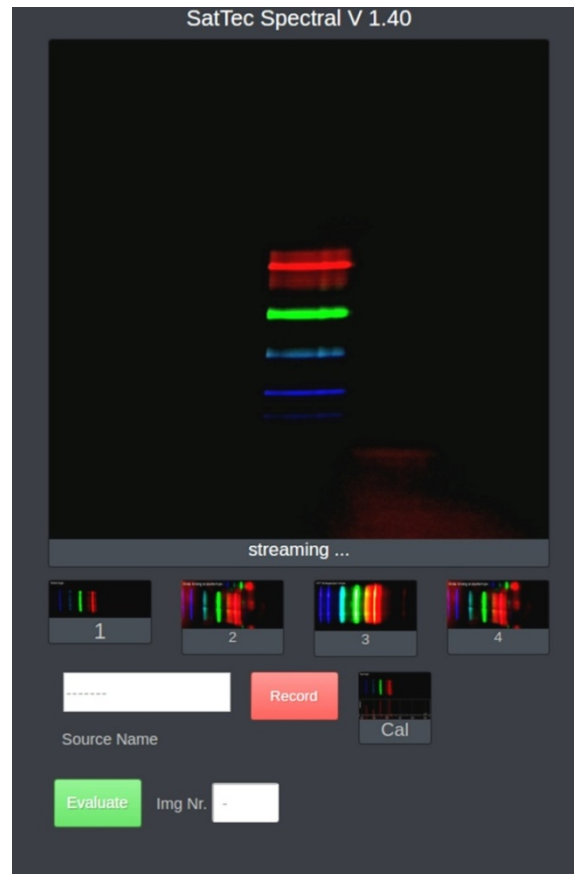 SatTec Spectral V 1.40
streaming ...
1
2
3
4
-------
Record
Cal
Source Name
Evaluate
Img Nr.
-